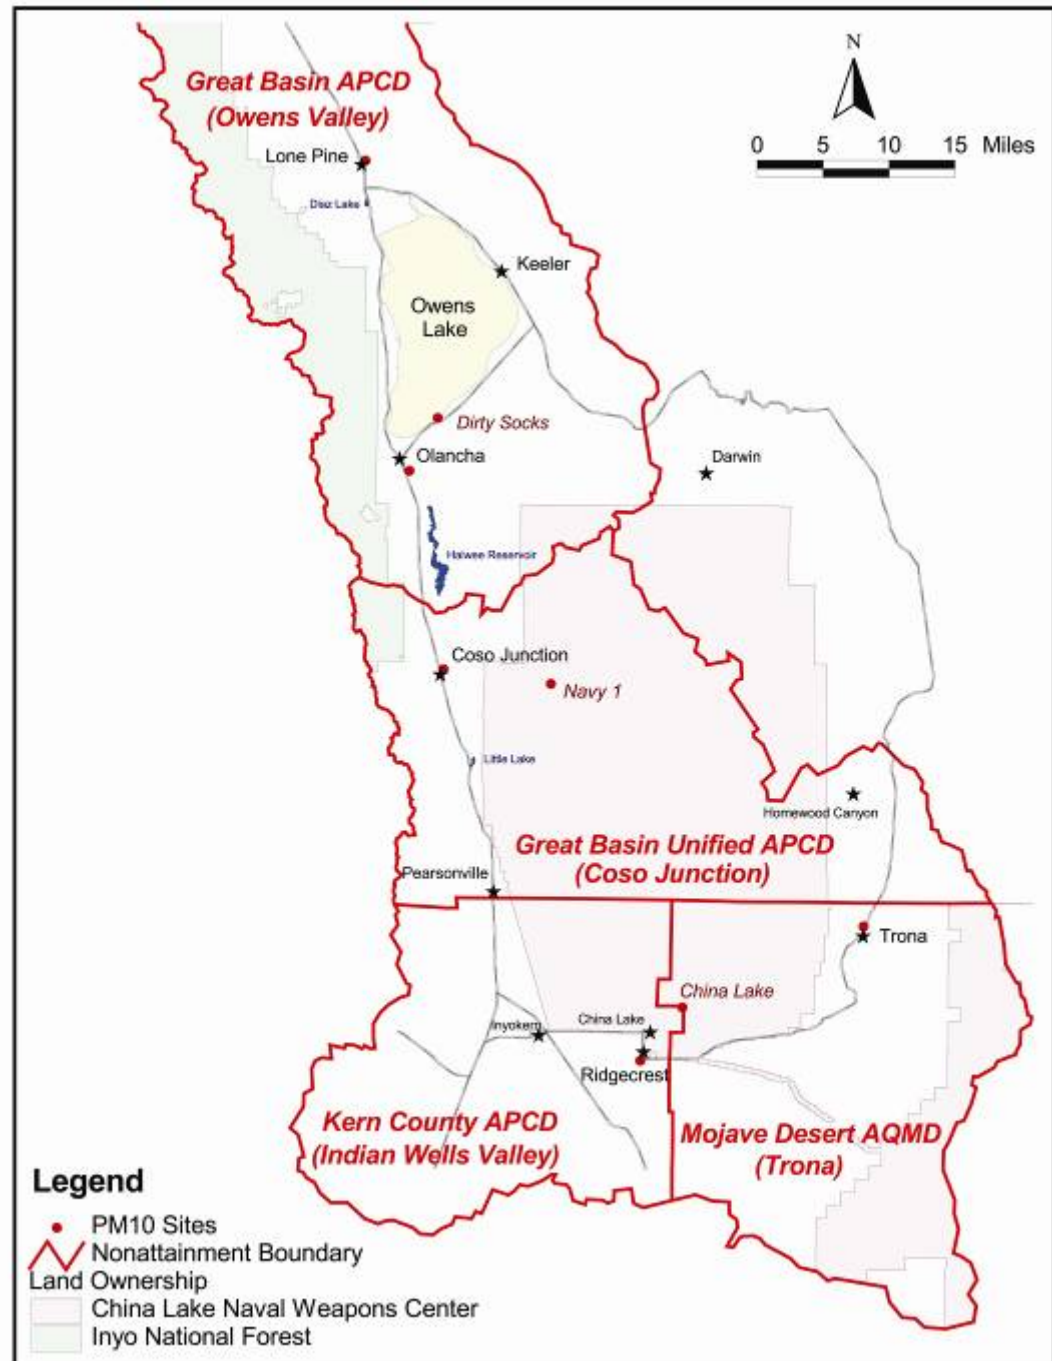 Great Basin APCD
(Owens Valley)
N
0 5 10 15 Miles
Lone Pine
Diaz Lake
Keeler
Owens
Lake
Dirty Socks
Olancha
Darwin
Haiwee Reservoir
Coso Junction
Navy 1
Little Lake
Homewood Canyon
Great Basin Unified APCD
(Coso Junction)
Pearsonville
Trona
China Lake
China Lake
Inyokern
Ridgecrest
Kern County APCD
(Indian Wells Valley)
Mojave Desert AQMD
(Trona)
Legend
PM10 Sites
Nonattainment Boundary
Land Ownership
China Lake Naval Weapons Center
Inyo National Forest